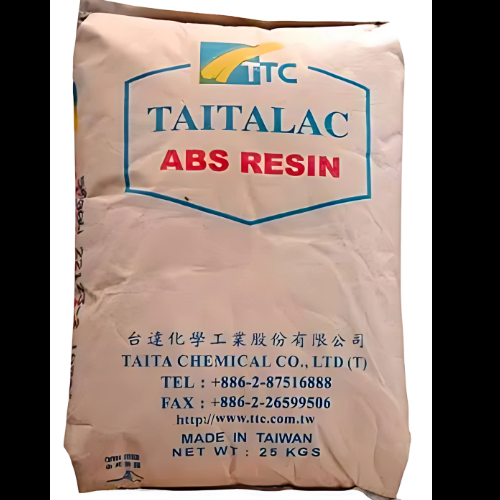 TTC
TAITALAC
ABS RESIN
台達化學工業股份有限公司
TAITA CHEMICAL CO., LTD (T)
TEL : +886-2-87516888
FAX : +886-2-26599506
http://www.ttc.com.tw
MADE IN TAIWAN
NET WT : 25 KGS